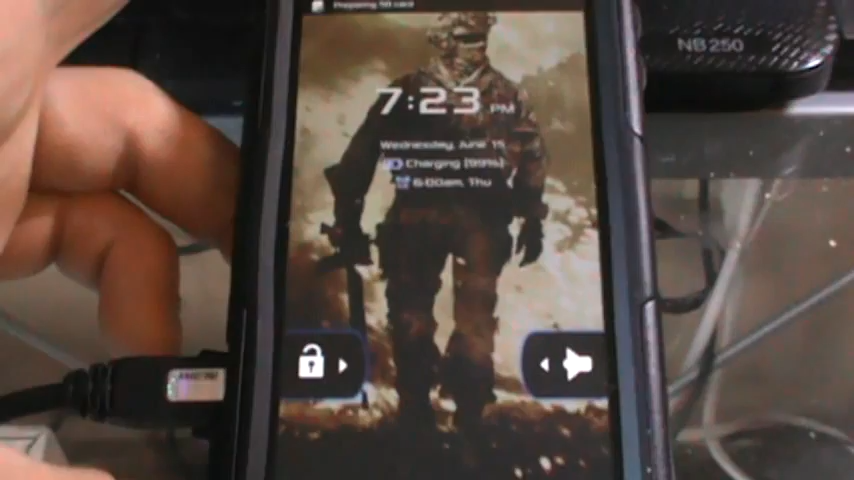 Preparing SD card
NB 250
7:23 PM
Wednesday, June 15
Charging (99%)
6:00am, Thu